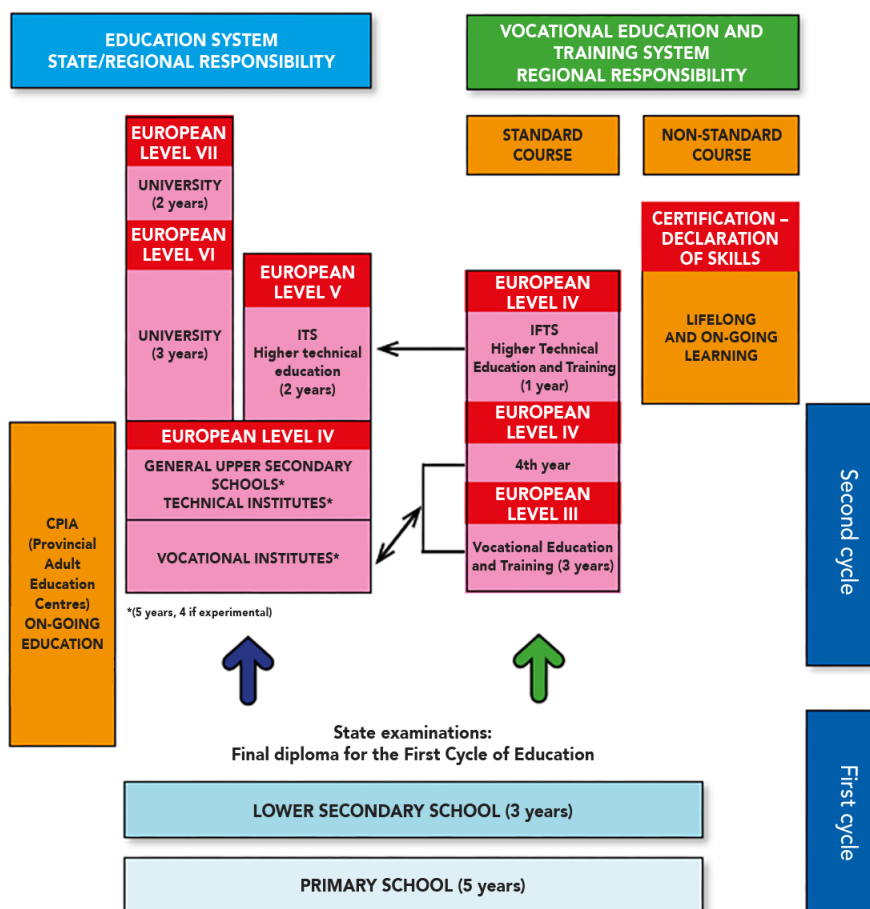 EDUCATION SYSTEM
STATE/REGIONAL RESPONSIBILITY
VOCATIONAL EDUCATION AND
TRAINING SYSTEM
REGIONAL RESPONSIBILITY
STANDARD
COURSE
NON-STANDARD
COURSE
EUROPEAN
LEVEL VII
UNIVERSITY
(2 years)
EUROPEAN
LEVEL VI
UNIVERSITY
(3 years)
EUROPEAN
LEVEL V
ITS
Higher technical
education
(2 years)
EUROPEAN LEVEL IV
GENERAL UPPER SECONDARY
SCHOOLS*
TECHNICAL INSTITUTES*
VOCATIONAL INSTITUTES*
*(5 years, 4 if experimental)
EUROPEAN
LEVEL IV
IFTS
Higher Technical
Education and Training
(1 year)
EUROPEAN
LEVEL IV
4th year
EUROPEAN
LEVEL III
Vocational Education
and Training (3 years)
CERTIFICATION –
DECLARATION
OF SKILLS
LIFELONG
AND ON-GOING
LEARNING
CPIA
(Provincial
Adult
Education
Centres)
ON-GOING
EDUCATION
Second cycle
State examinations:
Final diploma for the First Cycle of Education
LOWER SECONDARY SCHOOL (3 years)
PRIMARY SCHOOL (5 years)
First cycle